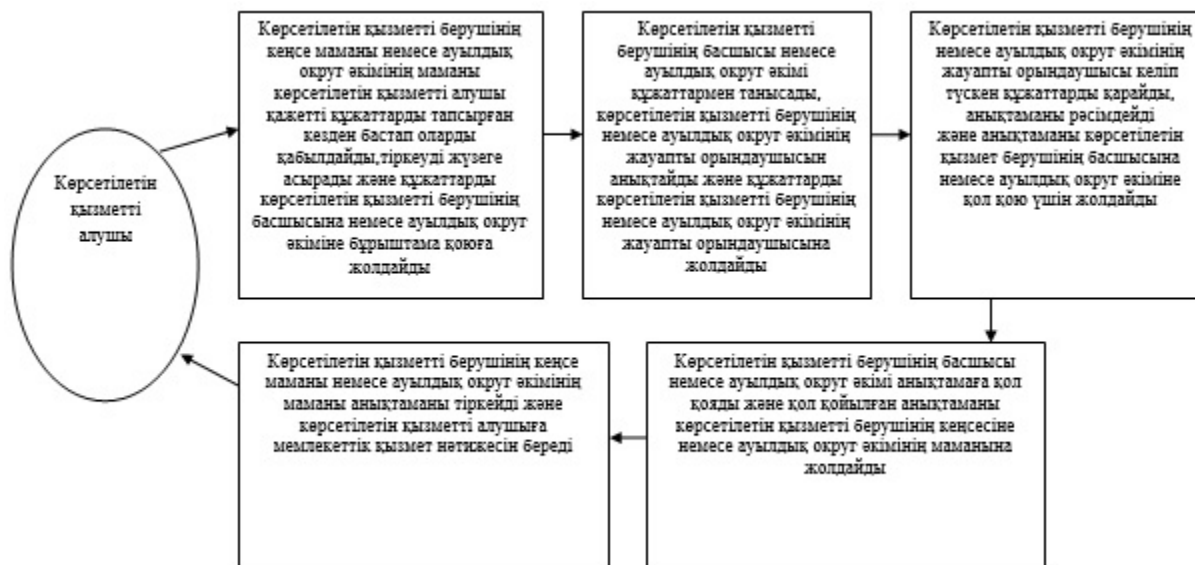 Көрсетілетін
қызметті
алушы
Көрсетілетін қызметті берушінің
кеңсе маманы немесе ауылдық
округ әкімінің маманы
көрсетілетін қызметті алушы
қажетті құжаттарды тапсырған
кезден бастап оларды
қабылдайды,тіркеуді жүзеге
асырады және құжаттарды
көрсетілетін қызметті берушінің
басшысына немесе ауылдық округ
әкіміне бұрыштама қоюға
жолдайды
Көрсетілетін қызметті
берушінің басшысы немесе
ауылдық округ әкімі
құжаттармен танысады,
көрсетілетін қызметті берушінің
немесе ауылдық округ әкімінің
жауапты орындаушысын
анықтайды және құжаттарды
көрсетілетін қызметті берушінің
немесе ауылдық округ әкімінің
жауапты орындаушысына
жолдайды
Көрсетілетін қызметті берушінің
немесе ауылдық округ әкімінің
жауапты орындаушысы келіп
түскен құжаттарды қарайды,
анықтаманы рәсімдейді
және анықтаманы көрсетілетін
қызмет берушінің басшысына
немесе ауылдық округ әкіміне
қол қою үшін жолдайды
Көрсетілетін қызметті берушінің басшысы
немесе ауылдық округ әкімі анықтамаға қол
қояды және қол қойылған анықтаманы
көрсетілетін қызметті берушінің кеңсесіне
немесе ауылдық округ әкімінің маманына
жолдайды
Көрсетілетін қызметті берушінің кеңсе
маманы немесе ауылдық округ әкімінің
маманы анықтаманы тіркейді және
көрсетілетін қызметті алушыға
мемлекеттік қызмет нәтижесін береді